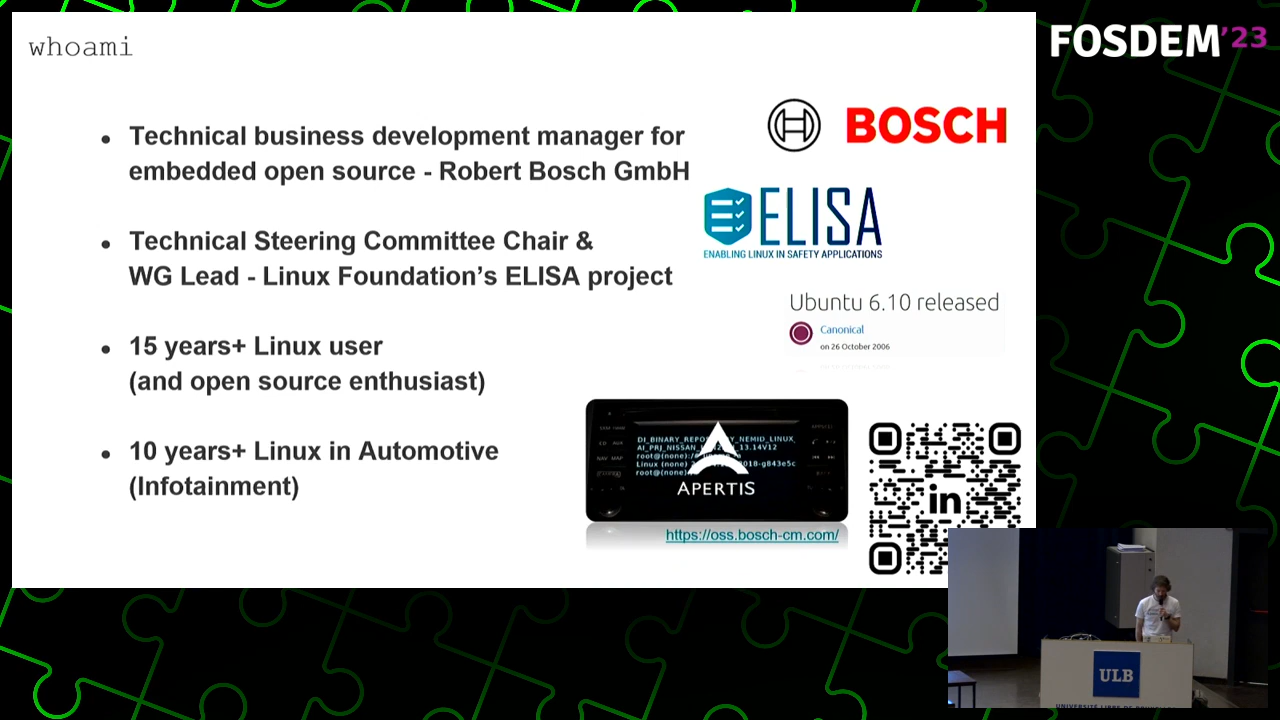 whoami
FOSDEM'23
Technical business development manager for
embedded open source - Robert Bosch GmbH
BOSCH
Technical Steering Committee Chair &
WG Lead - Linux Foundation's ELISA project
ELISA
ENABLING LINUX IN SAFETY APPLICATIONS
Ubuntu 6.10 released
Canonical
on 26 October 2006
15 years+ Linux user
(and open source enthusiast)
10 years+ Linux in Automotive
(Infotainment)
APERTIS
https://oss.bosch-cm.com/
in
ULB